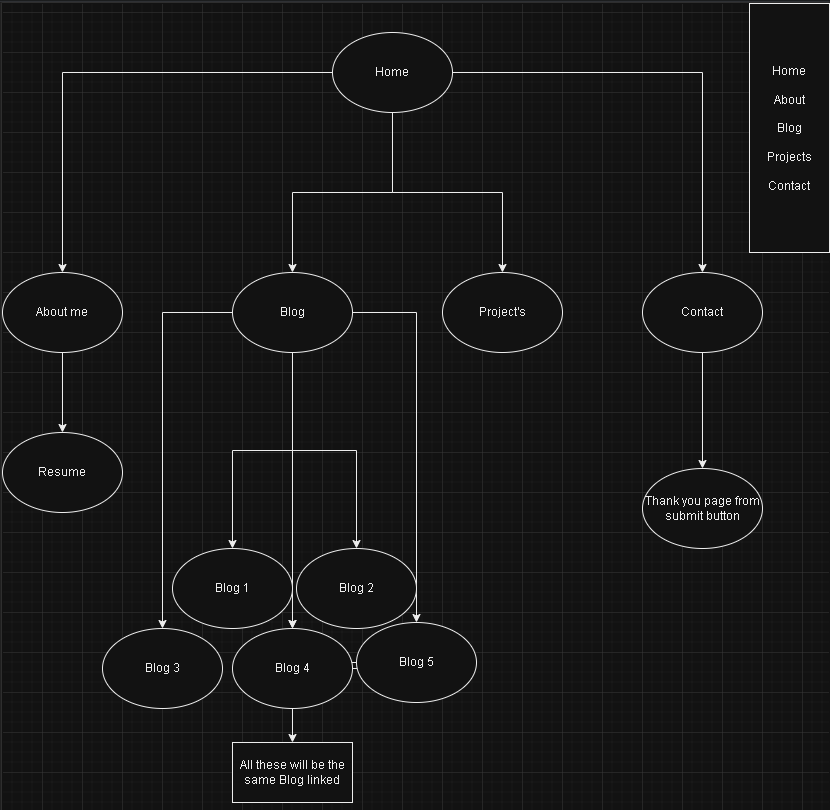 Home
Home
About
Blog
Projects
Contact
About me
Blog
Project's
Contact
Resume
Thank you page from
submit button
Blog 1
Blog 2
Blog 3
Blog 4
Blog 5
All these will be the
same Blog linked